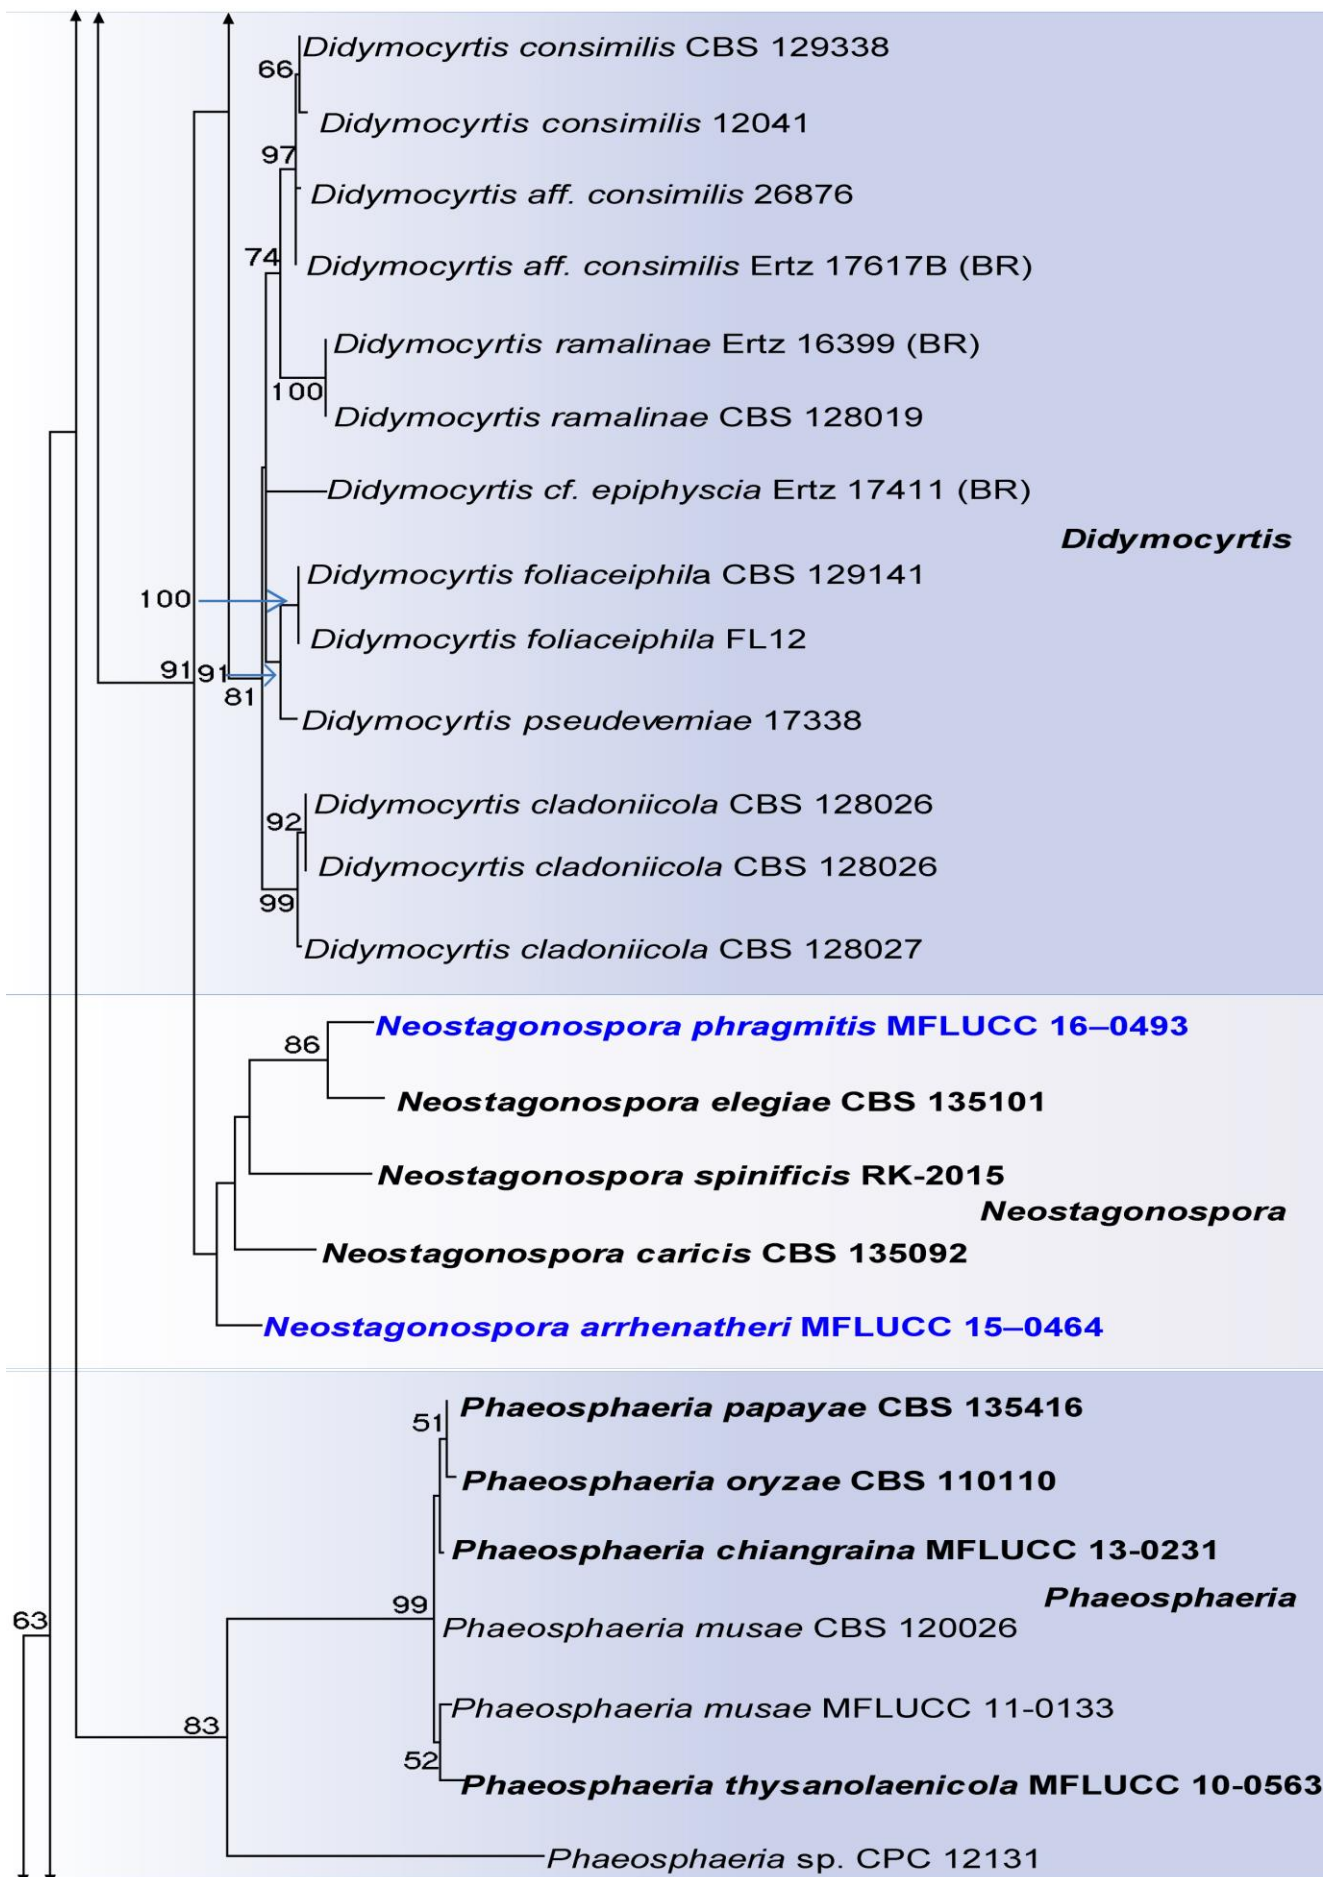 Didymocyrtis consimilis CBS 129338
66
Didymocyrtis consimilis 12041
97
Didymocyrtis aff. consimilis 26876
74
Didymocyrtis aff. consimilis Ertz 17617B (BR)
Didymocyrtis ramalinae Ertz 16399 (BR)
100
Didymocyrtis ramalinae CBS 128019
Didymocyrtis cf. epiphyscia Ertz 17411 (BR)
Didymocyrtis
Didymocyrtis foliaceiphila CBS 129141
100
Didymocyrtis foliaceiphila FL12
91 91
81
Didymocyrtis pseudeverniae 17338
Didymocyrtis cladoniicola CBS 128026
92
Didymocyrtis cladoniicola CBS 128026
99
Didymocyrtis cladoniicola CBS 128027
Neostagonospora phragmitis MFLUCC 16–0493
86
Neostagonospora elegiae CBS 135101
Neostagonospora spinificis RK-2015
Neostagonospora
Neostagonospora caricis CBS 135092
Neostagonospora arrhenatheri MFLUCC 15–0464
Phaeosphaeria papayae CBS 135416
51
Phaeosphaeria oryzae CBS 110110
Phaeosphaeria chiangraina MFLUCC 13-0231
Phaeosphaeria
99
63
Phaeosphaeria musae CBS 120026
Phaeosphaeria musae MFLUCC 11-0133
83
52
Phaeosphaeria thysanolaenicola MFLUCC 10-0563
Phaeosphaeria sp. CPC 12131